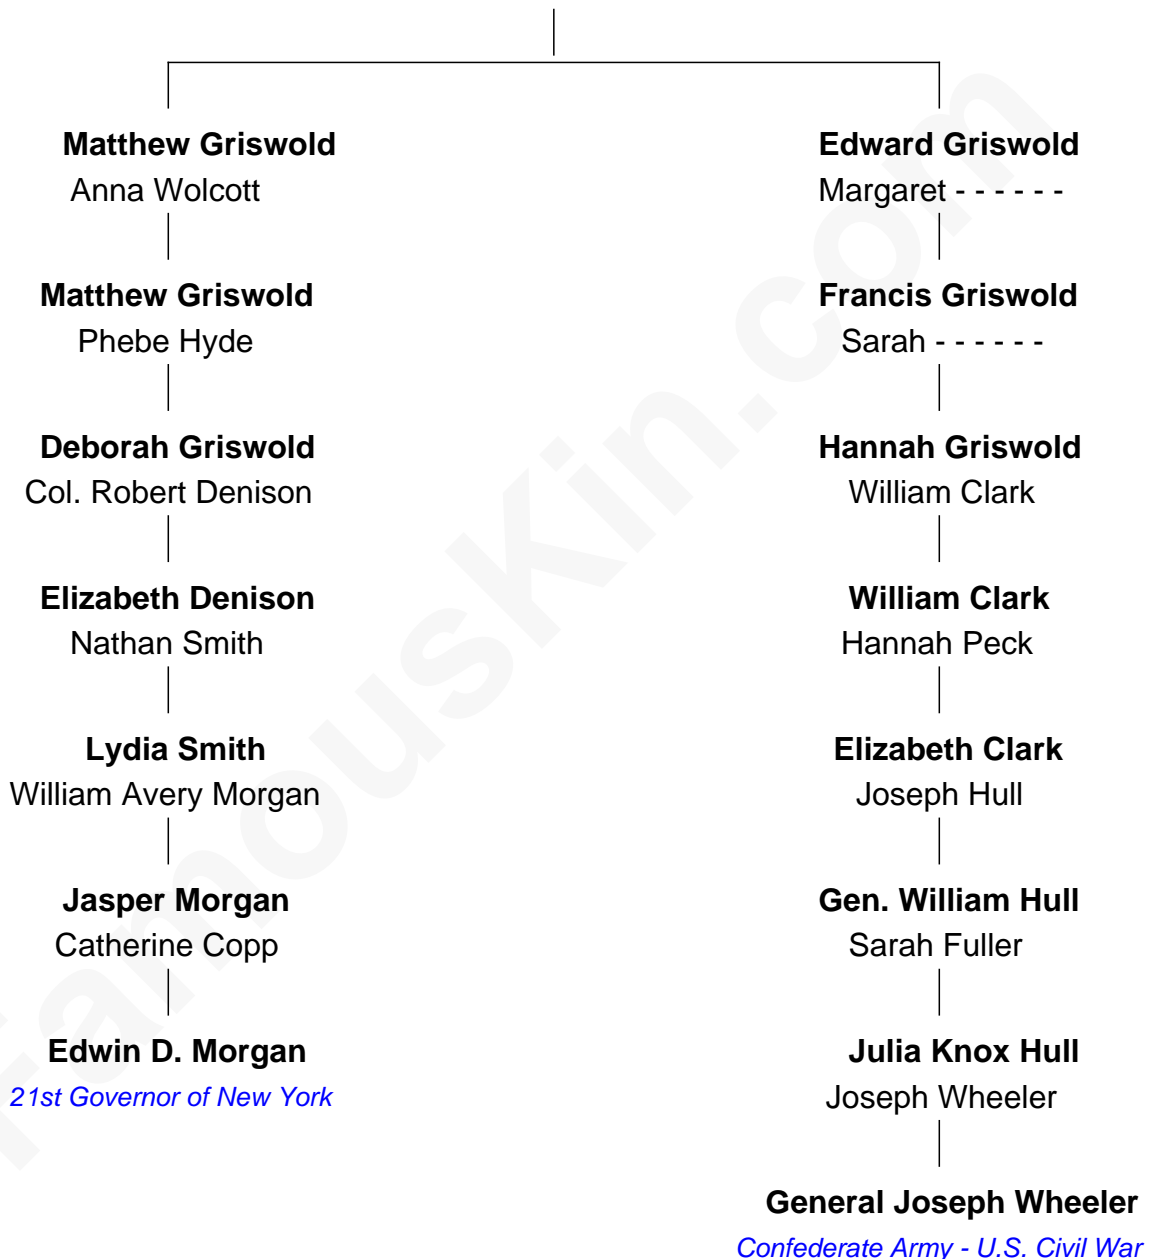 Matthew Griswold
Anna Wolcott
Matthew Griswold
Phebe Hyde
Deborah Griswold
Col. Robert Denison
Elizabeth Denison
Nathan Smith
Lydia Smith
William Avery Morgan
Jasper Morgan
Catherine Copp
Edwin D. Morgan
21st Governor of New York
Edward Griswold
Margaret - - - - - -
Francis Griswold
Sarah - - - - - -
Hannah Griswold
William Clark
William Clark
Hannah Peck
Elizabeth Clark
Joseph Hull
Gen. William Hull
Sarah Fuller
Julia Knox Hull
Joseph Wheeler
General Joseph Wheeler
Confederate Army - U.S. Civil War
FamousKin.com